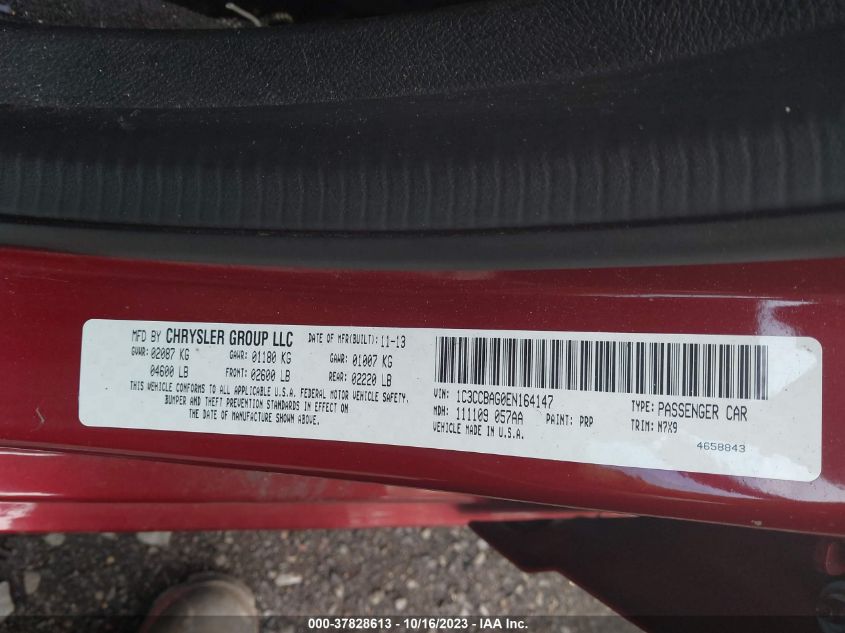 MFD BY CHRYSLER GROUP LLC DATE OF MFR(BUILT): 11-13
GVWR: 02087 KG GAWR: 01180 KG GAWR: 01007 KG
04600 LB FRONT: 02600 LB REAR: 02220 LB
THIS VEHICLE CONFORMS TO ALL APPLICABLE U.S.A. FEDERAL MOTOR VEHICLE SAFETY,
BUMPER AND THEFT PREVENTION STANDARDS IN EFFECT ON
THE DATE OF MANUFACTURE SHOWN ABOVE.
VIN: 1C3CCBAG0EN164147 TYPE: PASSENGER CAR
MDH: 111109 057AA PAINT: PRP TRIM: N7X9
VEHICLE MADE IN U.S.A. 4658843
000-37828613 - 10/16/2023 - IAA Inc.